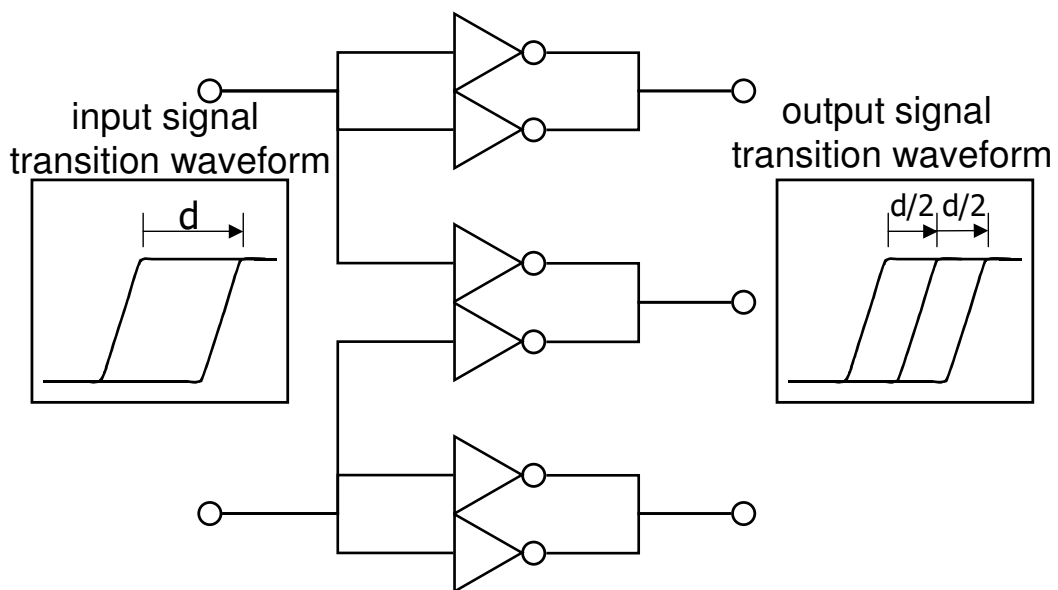 input signal
transition waveform
d
output signal
transition waveform
d/2 d/2